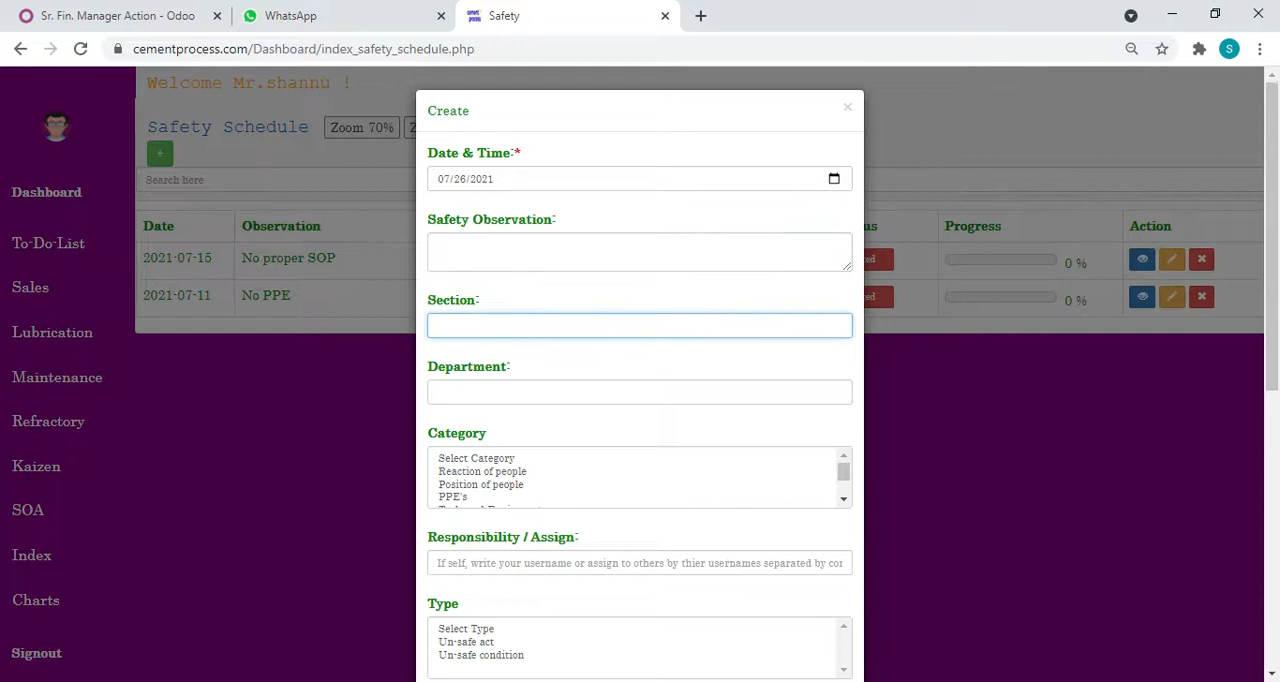 Sr. Fin. Manager Action - Odoo
WhatsApp
Safety
cementprocess.com/Dashboard/index_safety_schedule.php
S
Welcome Mr.shannu !
Safety Schedule
Zoom 70%
+
Search here
Dashboard
To-Do-List
Sales
Lubrication
Maintenance
Refractory
Kaizen
SOA
Index
Charts
Signout
Date Observation Progress Action
2021-07-15 No proper SOP 0 %
2021-07-11 No PPE 0 %
Create
×
Date & Time:*
07/26/2021
Safety Observation:
Section:
Department:
Category
Select Category
Reaction of people
Position of people
PPE's
Responsibility / Assign:
If self, write your username or assign to others by thier usernames separated by
Type
Select Type
Un-safe act
Un-safe condition